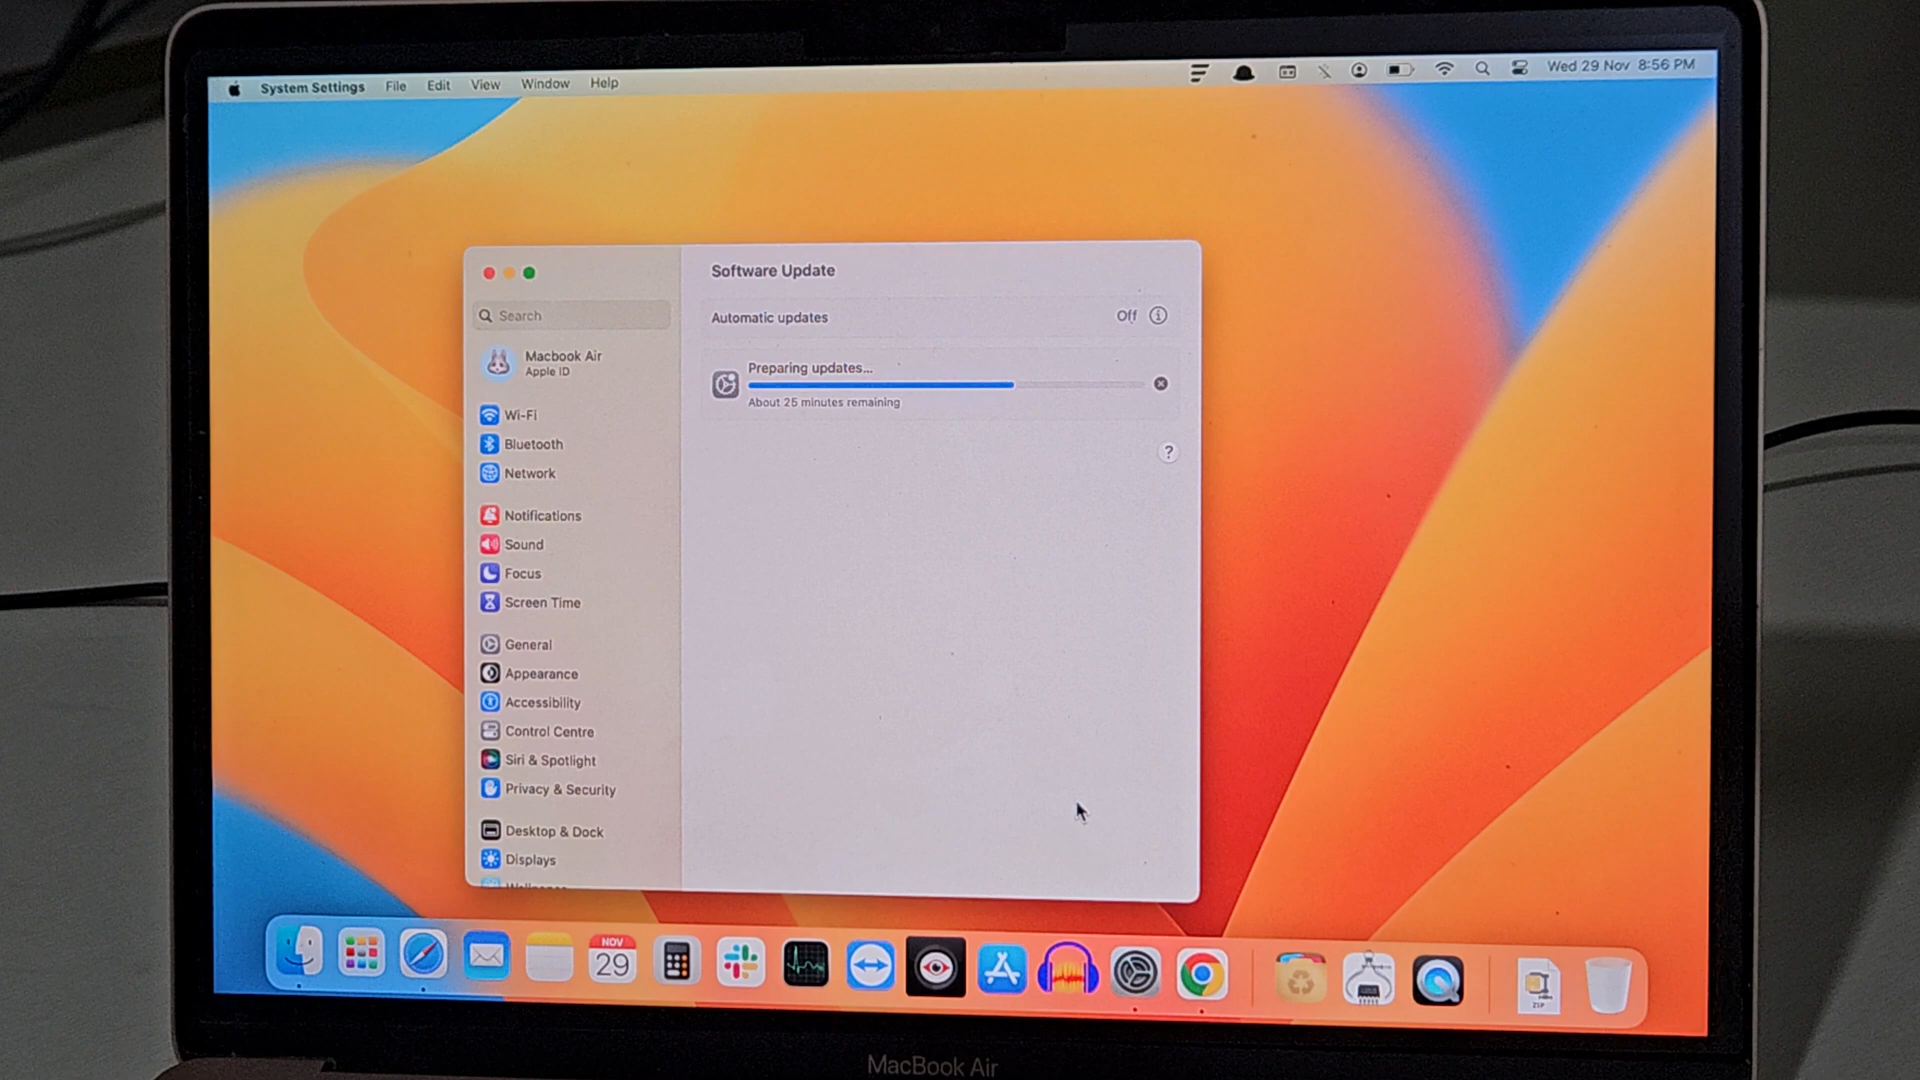 System Settings File Edit View Window Help Wed 29 Nov 8:56 PM
Software Update
Search
Automatic updates Off
Macbook Air
Apple ID
Preparing updates...
About 25 minutes remaining
?
Wi-Fi
Bluetooth
Network
Notifications
Sound
Focus
Screen Time
General
Appearance
Accessibility
Control Centre
Siri & Spotlight
Privacy & Security
Desktop & Dock
Displays
NOV
29
ZIP
MacBook Air